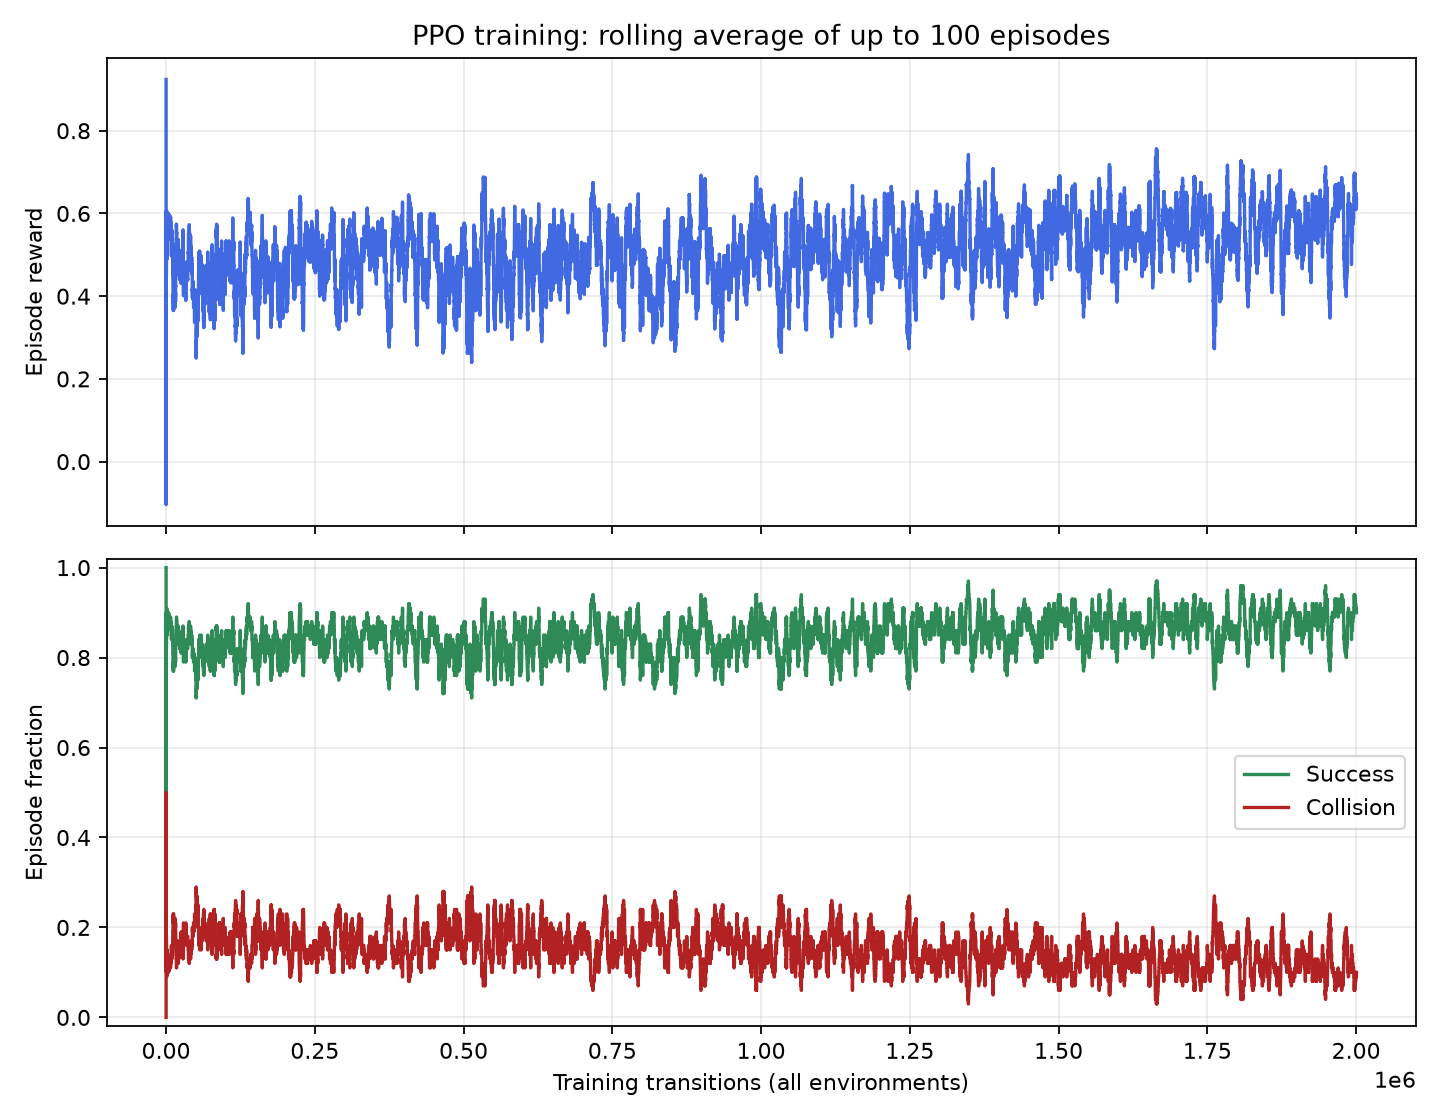 PPO training: rolling average of up to 100 episodes
Episode reward
0.8
0.6
0.4
0.2
0.0
Episode fraction
1.0
0.8
0.6
0.4
0.2
0.0
Success
Collision
0.00 0.25 0.50 0.75 1.00 1.25 1.50 1.75 2.00
1e6
Training transitions (all environments)